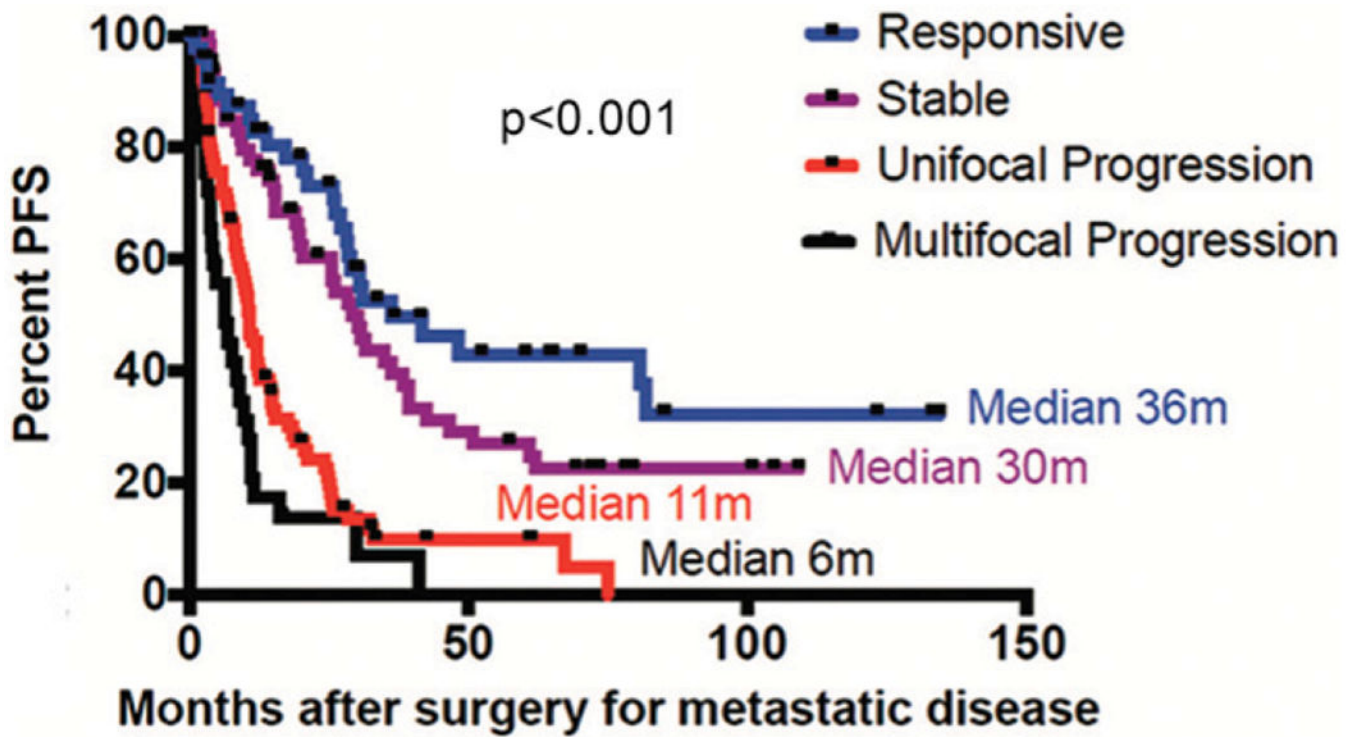 Percent PFS
100
80
60
40
20
0
0 50 100 150
Months after surgery for metastatic disease
p<0.001
Responsive
Stable
Unifocal Progression
Multifocal Progression
Median 36m
Median 30m
Median 11m
Median 6m